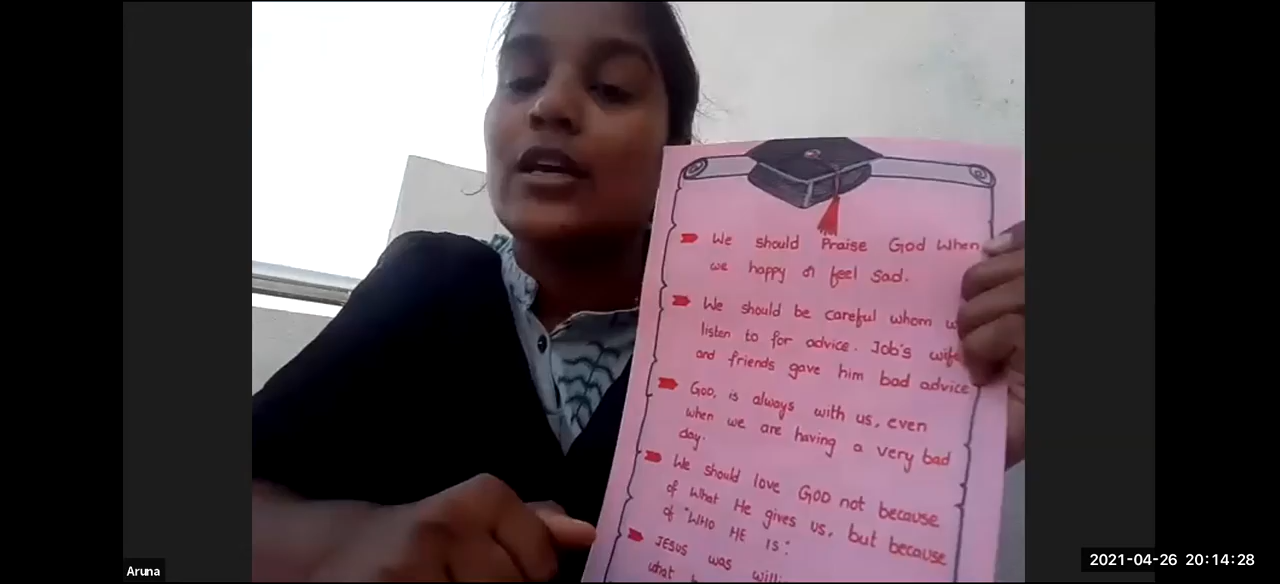 We should Praise God When
we happy or feel sad.
We should be careful whom
listen to for advice. Job's wife
and friends gave him bad advice
GOD, is always with us, even
when we are having a very bad
day.
We should love GOD not because
of what He gives us, but because
of "WHO HE IS".
JESUS was
what
Aruna
2021-04-26 20:14:28